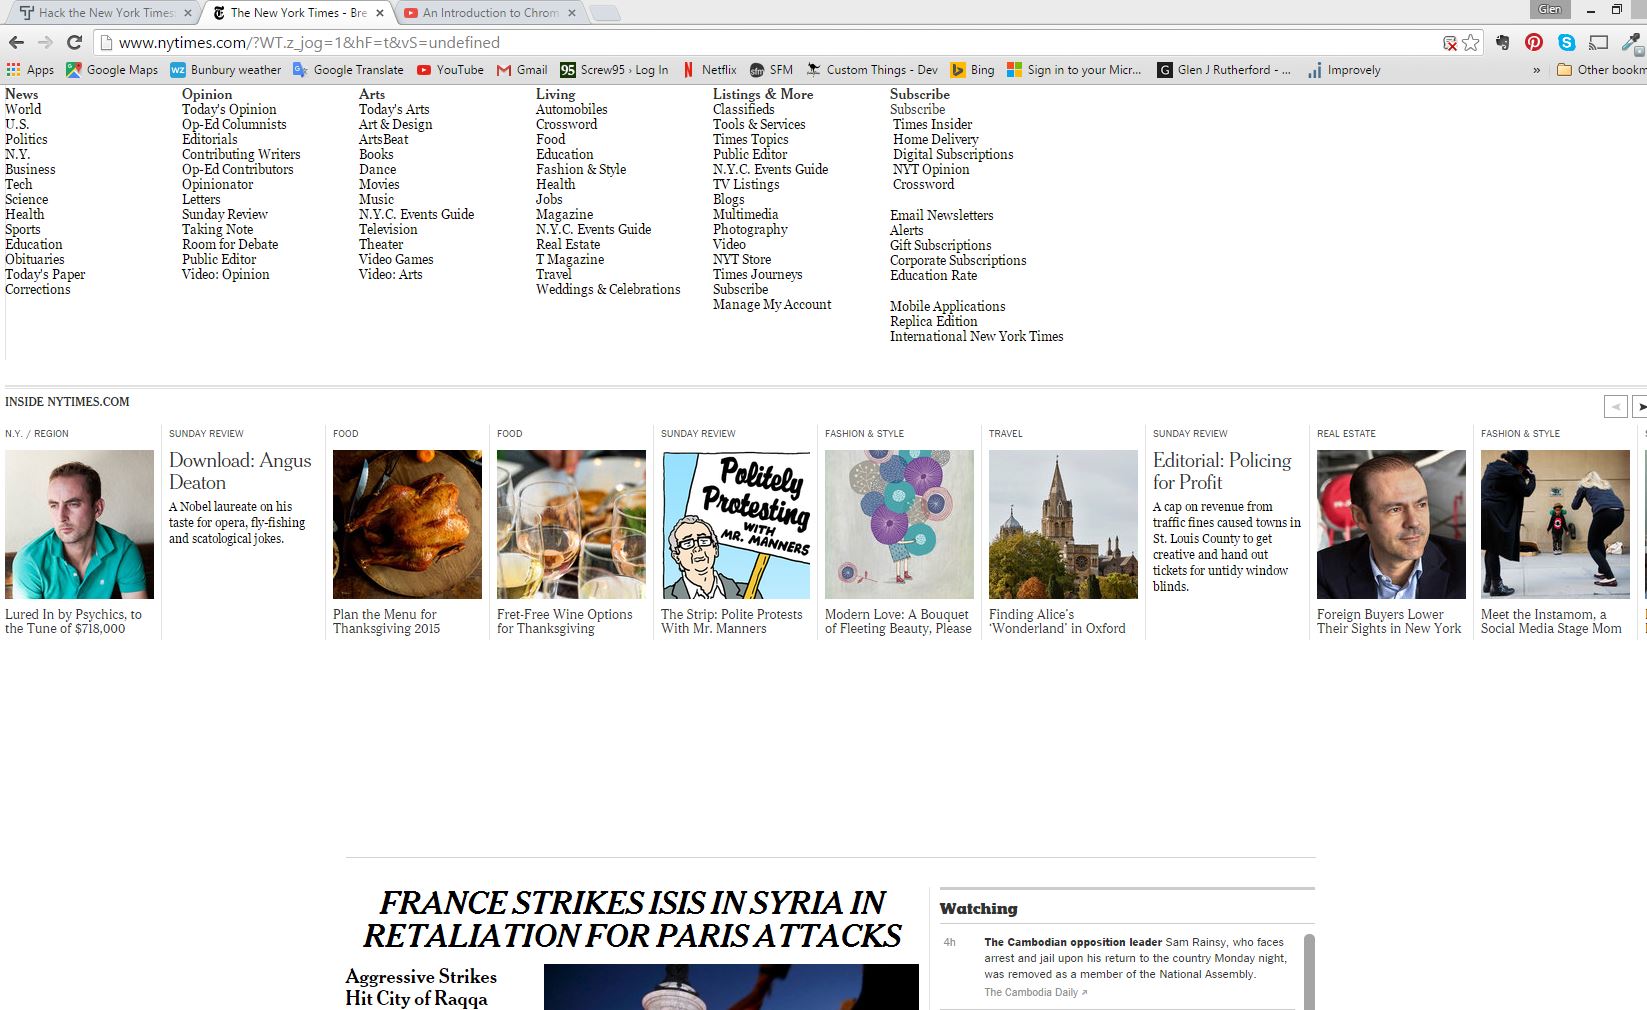 Hack the New York Times:
The New York Times - Bre
An Introduction to Chrom
Glen
www.nytimes.com/?WT.z_jog=1&hF=t&vS=undefined
Apps
Google Maps
Bunbury weather
Google Translate
YouTube
Gmail
95 Screw95 › Log In
Netflix
sfm SFM
Custom Things - Dev
Bing
Sign in to your Micr...
G Glen J Rutherford - ...
Improvely
»
Other bookm
News
World
U.S.
Politics
N.Y.
Business
Tech
Science
Health
Sports
Education
Obituaries
Today's Paper
Corrections
Opinion
Today's Opinion
Op-Ed Columnists
Editorials
Contributing Writers
Op-Ed Contributors
Opinionator
Letters
Sunday Review
Taking Note
Room for Debate
Public Editor
Video: Opinion
Arts
Today's Arts
Art & Design
ArtsBeat
Books
Dance
Movies
Music
N.Y.C. Events Guide
Television
Theater
Video Games
Video: Arts
Living
Automobiles
Crossword
Food
Education
Fashion & Style
Health
Jobs
Magazine
N.Y.C. Events Guide
Real Estate
T Magazine
Travel
Weddings & Celebrations
Listings & More
Classifieds
Tools & Services
Times Topics
Public Editor
N.Y.C. Events Guide
TV Listings
Blogs
Multimedia
Photography
Video
NYT Store
Times Journeys
Subscribe
Manage My Account
Subscribe
Subscribe
Times Insider
Home Delivery
Digital Subscriptions
NYT Opinion
Crossword
Email Newsletters
Alerts
Gift Subscriptions
Corporate Subscriptions
Education Rate
Mobile Applications
Replica Edition
International New York Times
INSIDE NYTIMES.COM
N.Y. / REGION
Lured In by Psychics, to
the Tune of $718,000
SUNDAY REVIEW
Download: Angus
Deaton
A Nobel laureate on his
taste for opera, fly-fishing
and scatological jokes.
FOOD
Plan the Menu for
Thanksgiving 2015
FOOD
Fret-Free Wine Options
for Thanksgiving
SUNDAY REVIEW
Politely
Protesting
WITH
MR. MANNERS
The Strip: Polite Protests
With Mr. Manners
FASHION & STYLE
Modern Love: A Bouquet
of Fleeting Beauty, Please
TRAVEL
Finding Alice's
'Wonderland' in Oxford
SUNDAY REVIEW
Editorial: Policing
for Profit
A cap on revenue from
traffic fines caused towns in
St. Louis County to get
creative and hand out
tickets for untidy window
blinds.
REAL ESTATE
Foreign Buyers Lower
Their Sights in New York
FASHION & STYLE
Meet the Instamom, a
Social Media Stage Mom
FRANCE STRIKES ISIS IN SYRIA IN
RETALIATION FOR PARIS ATTACKS
Aggressive Strikes
Hit City of Raqqa
Watching
4h
The Cambodian opposition leader Sam Rainsy, who faces
arrest and jail upon his return to the country Monday night,
was removed as a member of the National Assembly.
The Cambodia Daily